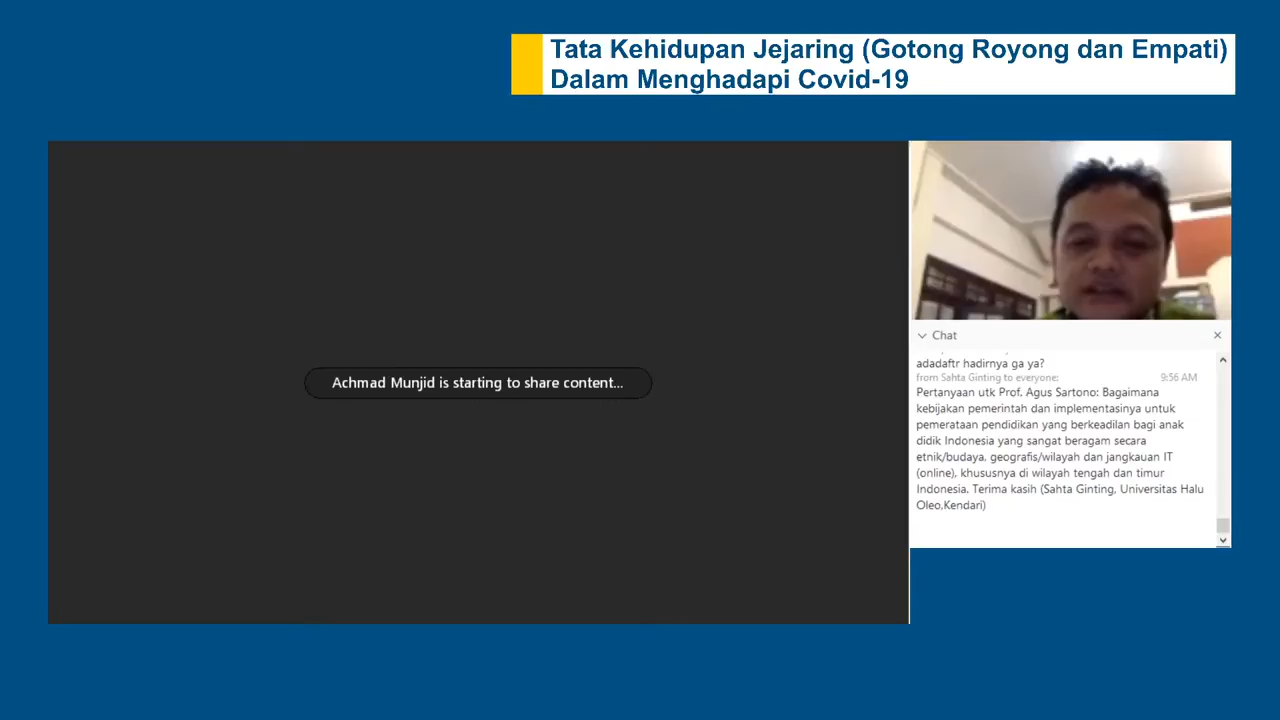 Tata Kehidupan Jejaring (Gotong Royong dan Empati)
Dalam Menghadapi Covid-19
Achmad Munjid is starting to share content...
Chat
adadaftr hadirnya ga ya?
from Sahta Ginting to everyone: 9:56 AM
Pertanyaan utk Prof. Agus Sartono: Bagaimana
kebijakan pemerintah dan implementasinya untuk
pemerataan pendidikan yang berkeadilan bagi anak
didik Indonesia yang sangat beragam secara
etnik/budaya, geografis/wilayah dan jangkauan IT
(online), khususnya di wilayah tengah dan timur
Indonesia. Terima kasih (Sahta Ginting, Universitas Halu
Oleo,Kendari)